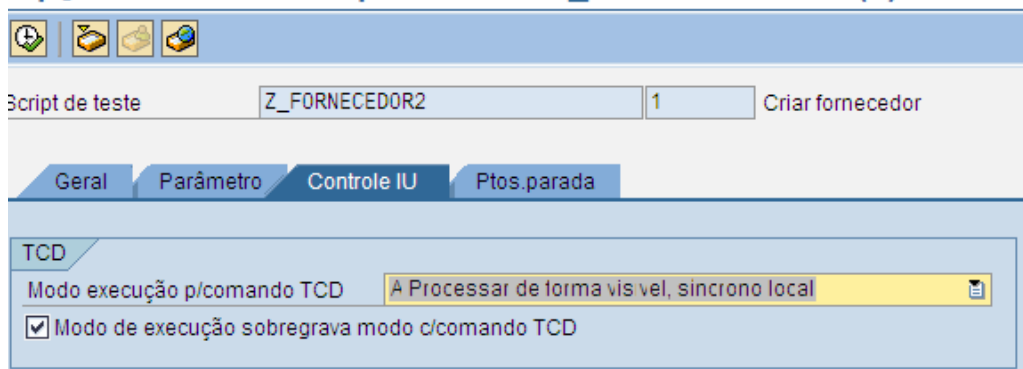 Script de teste Z_FORNECEDOR2 1 Criar fornecedor
Geral Parâmetro Controle IU Ptos.parada
TCD
Modo execução p/comando TCD A Processar de forma visível, síncrono local
Modo de execução sobregrava modo c/comando TCD